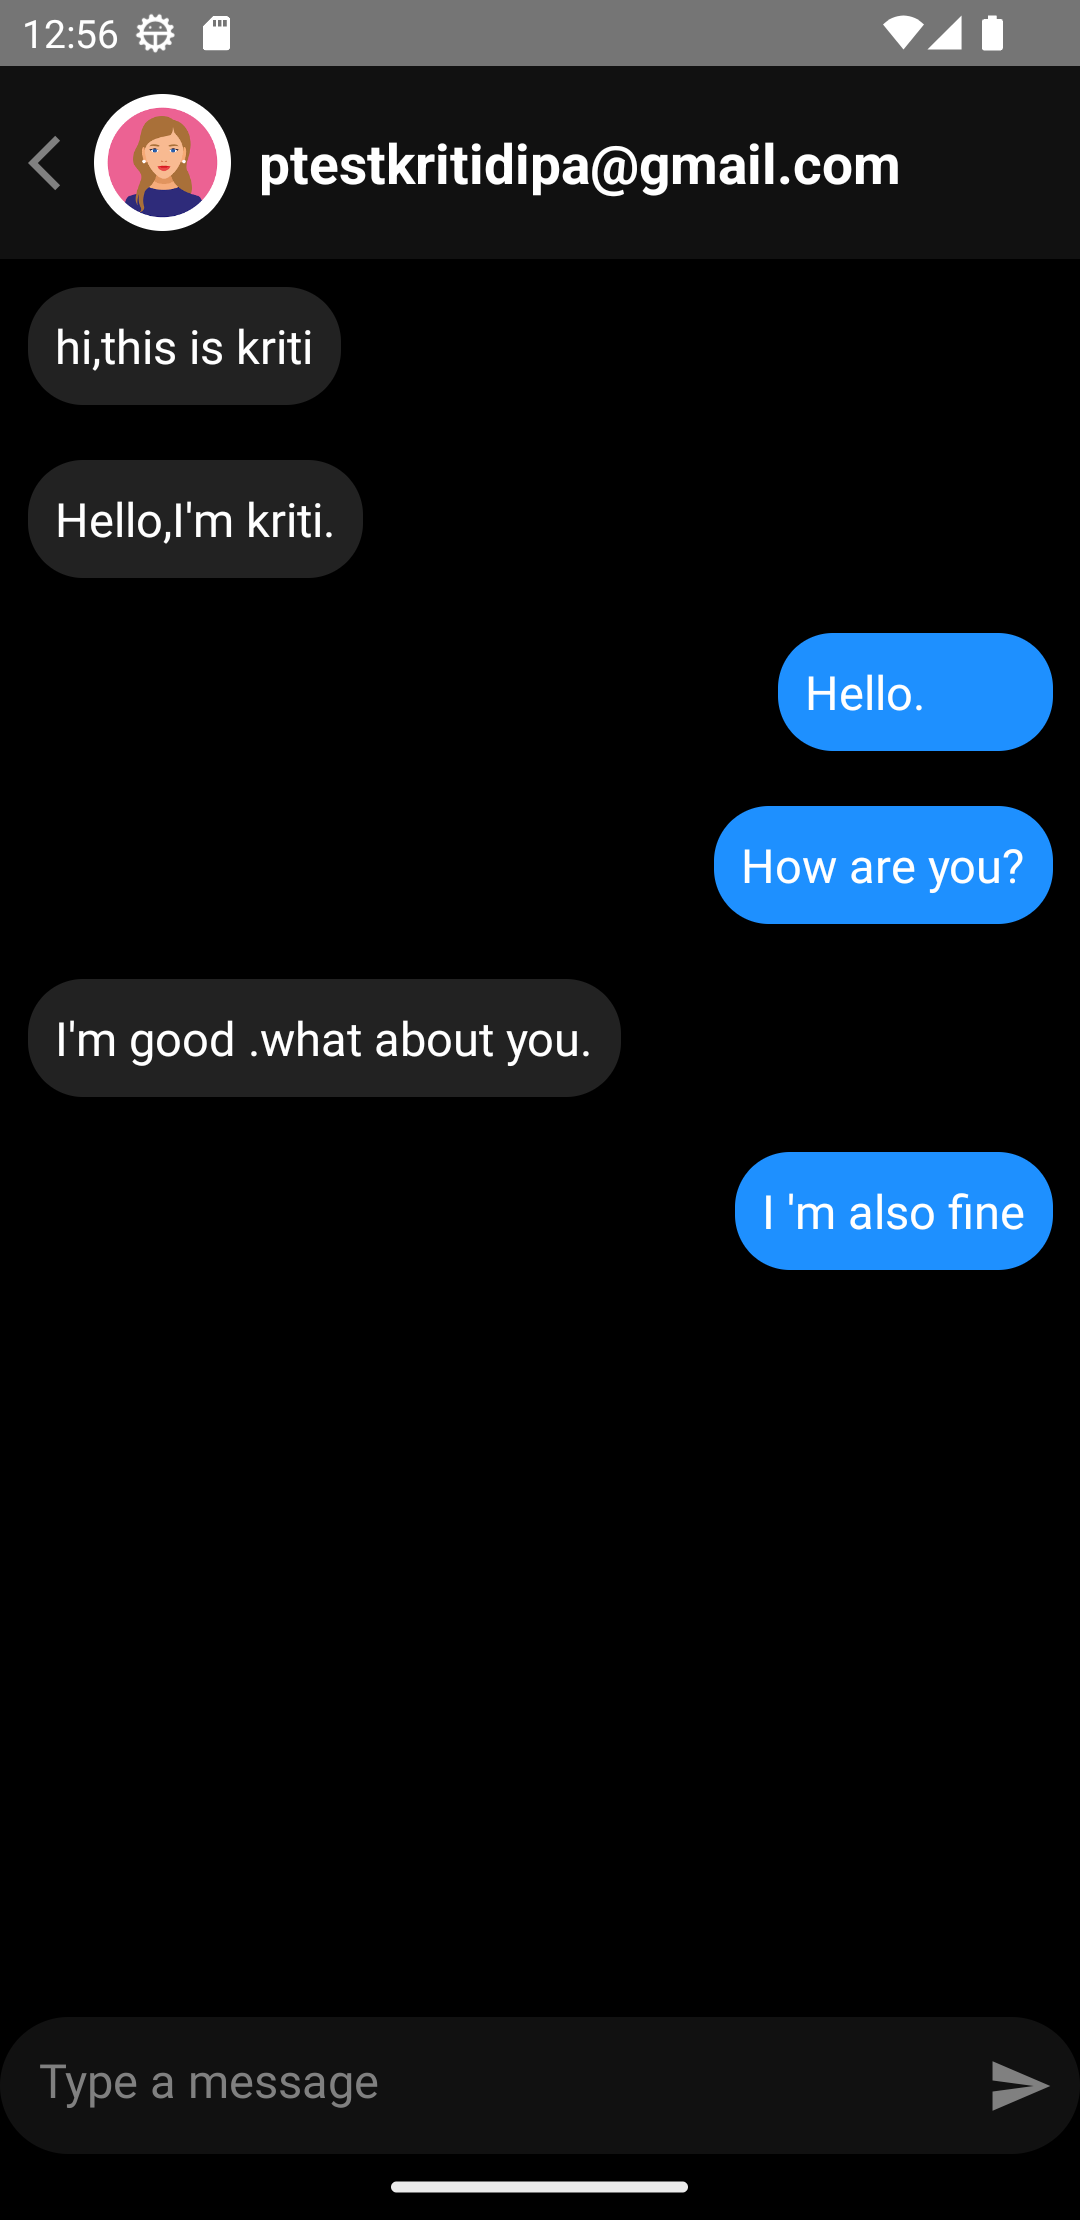 12:56
ptestkritidipa@gmail.com
hi,this is kriti
Hello,I'm kriti.
Hello.
How are you?
I'm good .what about you.
I 'm also fine
Type a message